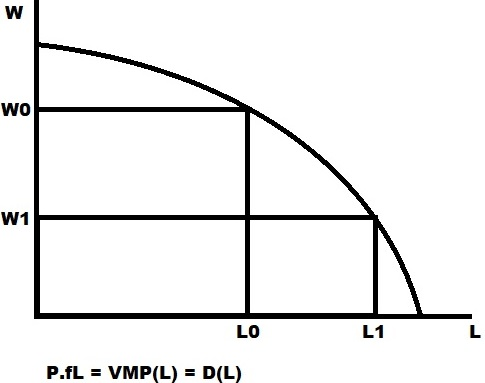 W
W0
W1
L0 L1 L
P.fL = VMP(L) = D(L)